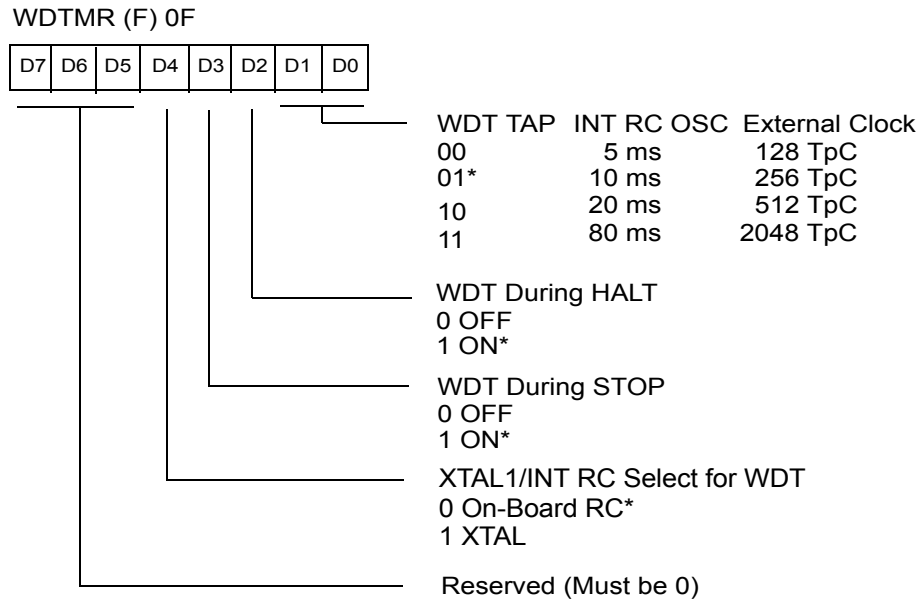 WDTMR (F) 0F
D7 D6 D5 D4 D3 D2 D1 D0
WDT TAP INT RC OSC External Clock
00 5 ms 128 TpC
01* 10 ms 256 TpC
10 20 ms 512 TpC
11 80 ms 2048 TpC
WDT During HALT
0 OFF
1 ON*
WDT During STOP
0 OFF
1 ON*
XTAL1/INT RC Select for WDT
0 On-Board RC*
1 XTAL
Reserved (Must be 0)